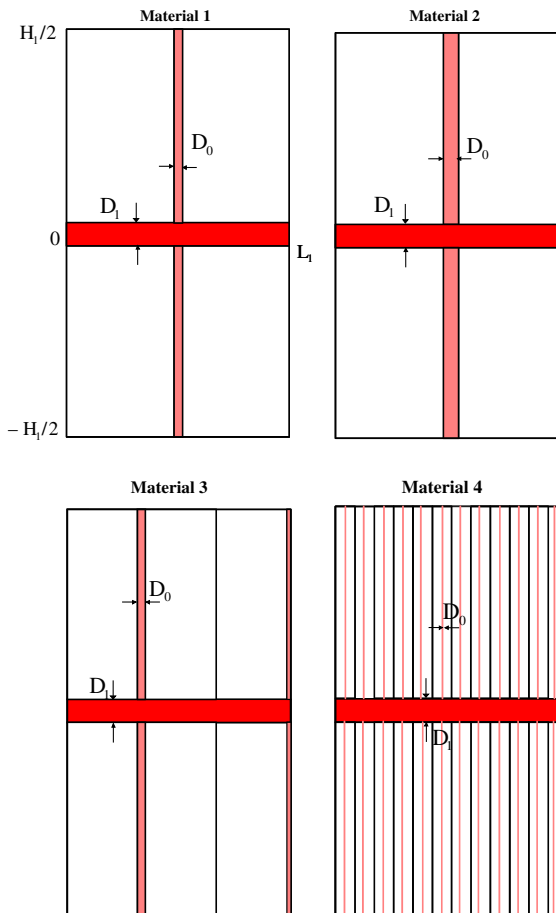 Material 1
Material 2
H₁/2
D₀
D₀
D₁
D₁
0
L₁
– H₁/2
Material 3
Material 4
D₀
D₀
D₁
D₁